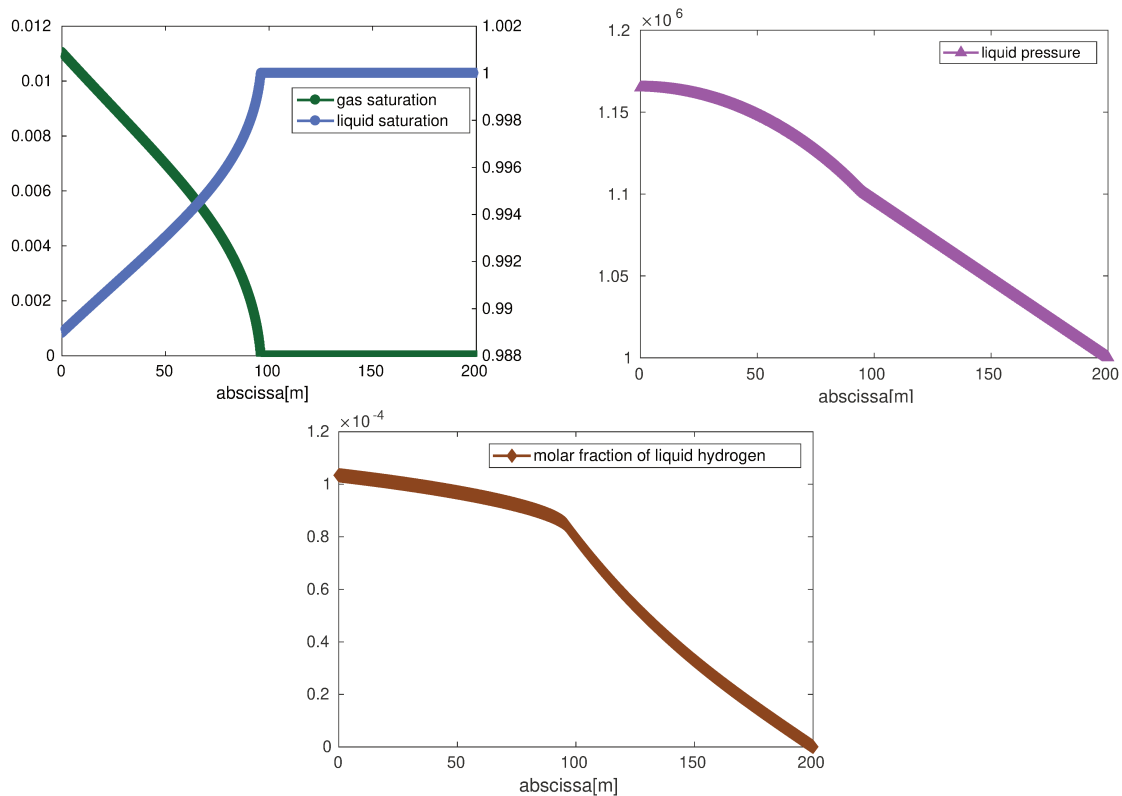 0.012
0.01
0.008
0.006
0.004
0.002
0
1.002
1
0.998
0.996
0.994
0.992
0.99
0.988
gas saturation
liquid saturation
0 50 100 150 200
abscissa[m]
×10 6
1.2
1.15
1.1
1.05
1
liquid pressure
0 50 100 150 200
abscissa[m]
×10 -4
1.2
1
0.8
0.6
0.4
0.2
0
molar fraction of liquid hydrogen
0 50 100 150 200
abscissa[m]